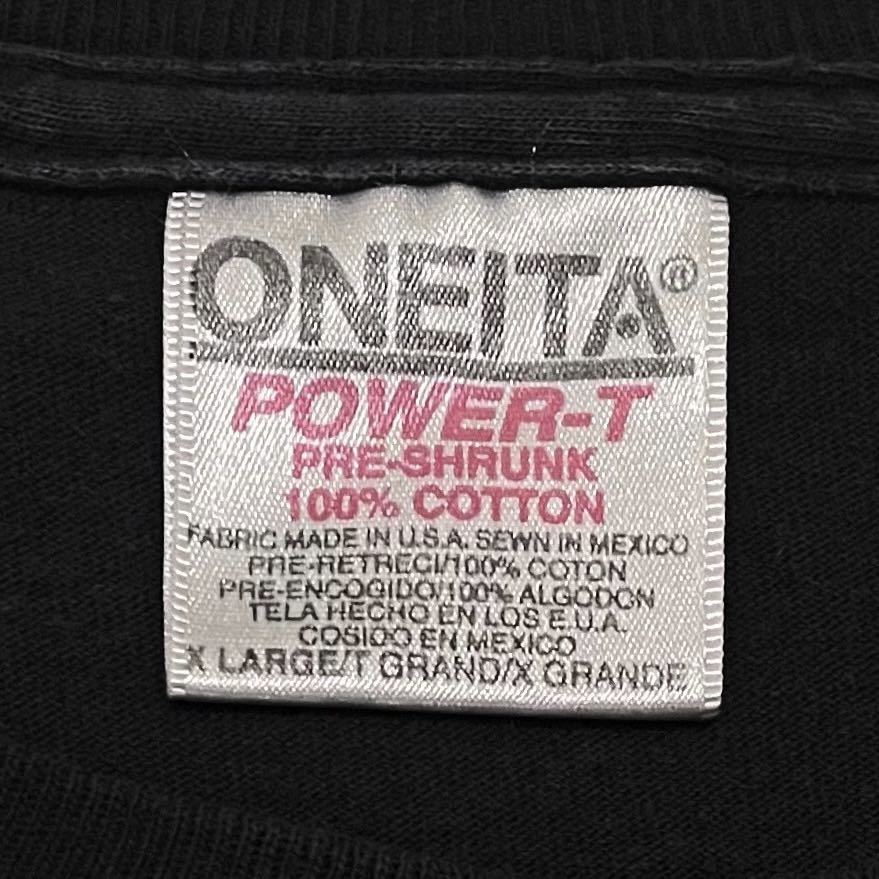 ONEITA®
POWER-T
PRE-SHRUNK
100% COTTON
FABRIC MADE IN U.S.A. SEWN IN MEXICO
PRE-RETRECI/100% COTON
PRE-ENCOGIDO/100% ALGODON
TELA HECHO EN LOS E.U.A.
COSIDO EN MEXICO
X LARGE/T GRAND/X GRANDE